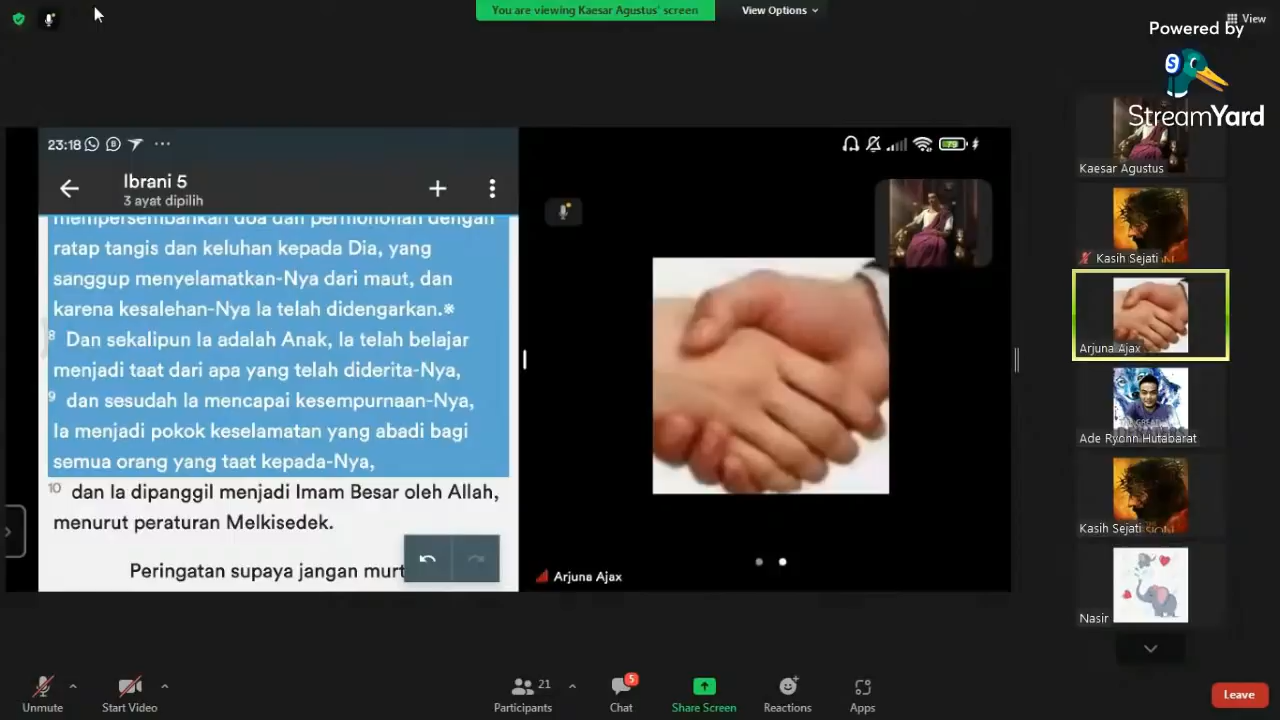 You are viewing Kaesar Agustus' screen
View Options
View
Powered by
StreamYard
23:18
79
Ibrani 5
3 ayat dipilih
mempersembahkan doa dan permohonan dengan
ratap tangis dan keluhan kepada Dia, yang
sanggup menyelamatkan-Nya dari maut, dan
karena kesalehan-Nya Ia telah didengarkan.※
8 Dan sekalipun Ia adalah Anak, Ia telah belajar
menjadi taat dari apa yang telah diderita-Nya,
9 dan sesudah Ia mencapai kesempurnaan-Nya,
Ia menjadi pokok keselamatan yang abadi bagi
semua orang yang taat kepada-Nya,
10 dan Ia dipanggil menjadi Imam Besar oleh Allah,
menurut peraturan Melkisedek.
Peringatan supaya jangan murt
Arjuna Ajax
Kaesar Agustus
Kasih Sejati
Arjuna Ajax
Ade Ryonn Hutabarat
Kasih Sejati
Nasir
Unmute
Start Video
21
Participants
5
Chat
Share Screen
Reactions
Apps
Leave